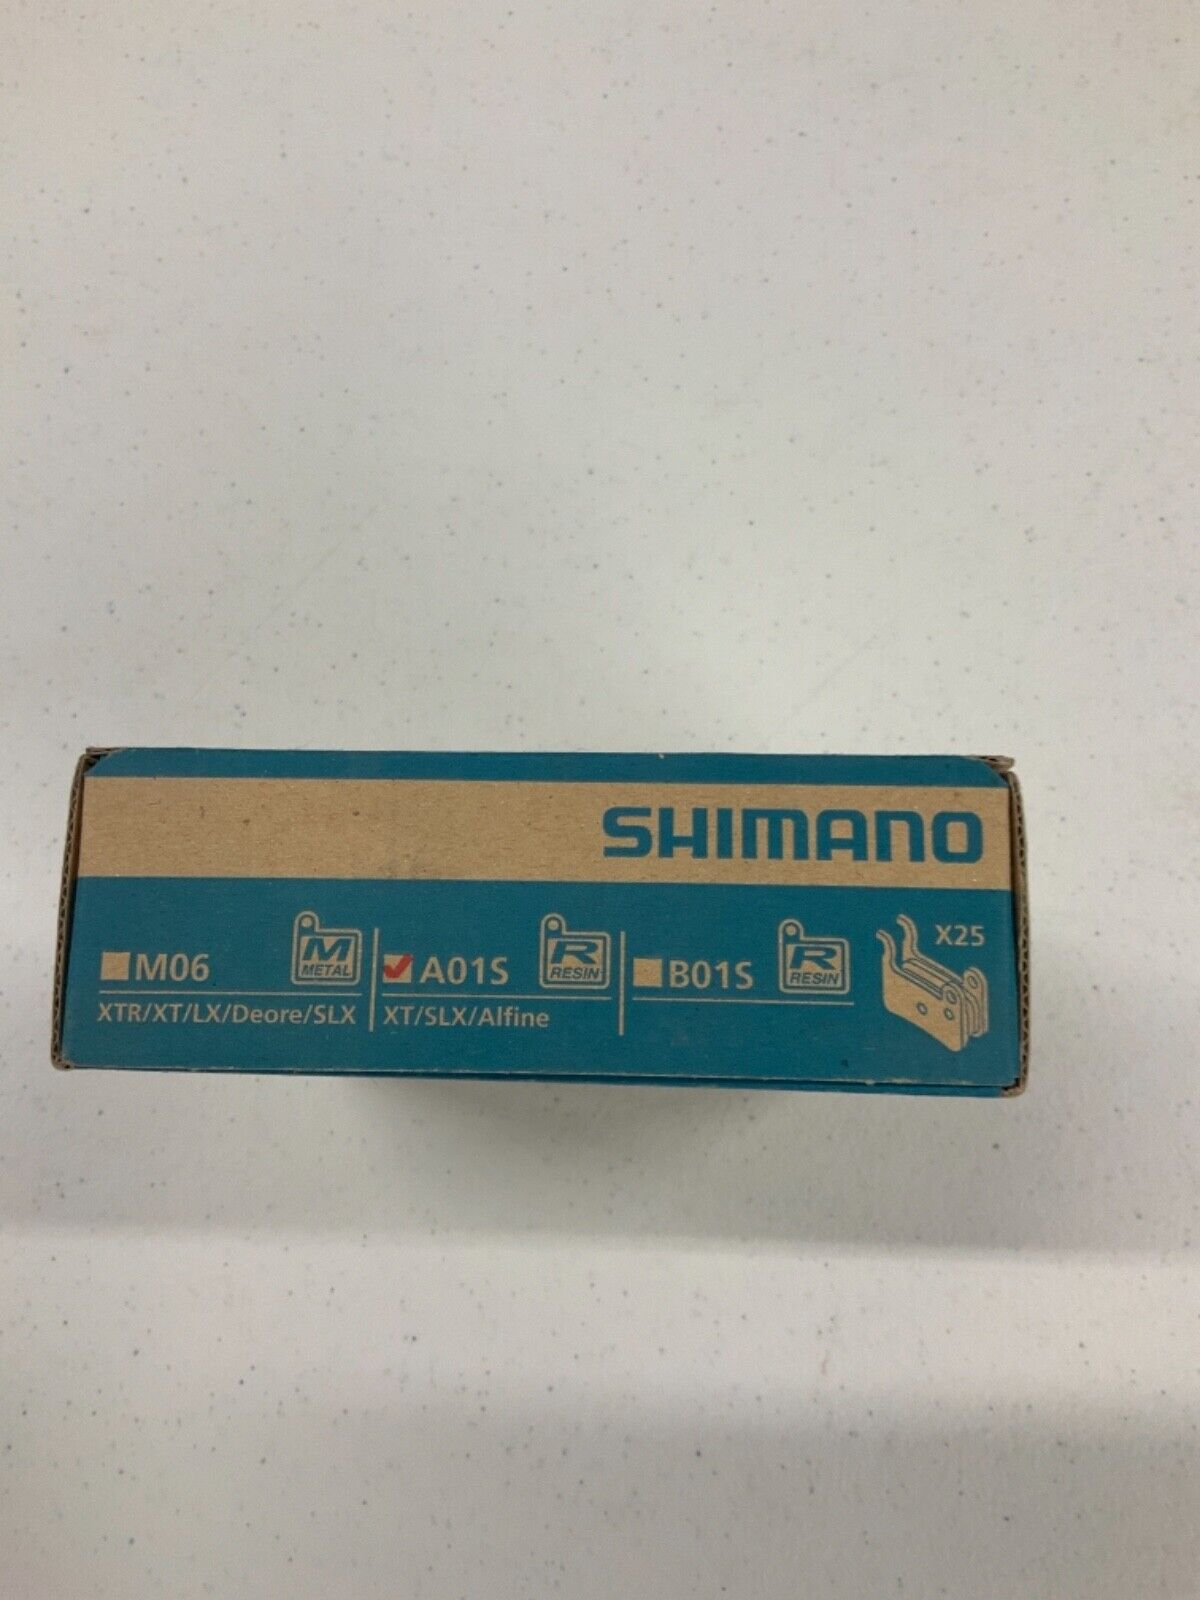 SHIMANO
M06 M METAL
XTR/XT/LX/Deore/SLX
A01S R RESIN
XT/SLX/Alfine
B01S R RESIN
X25